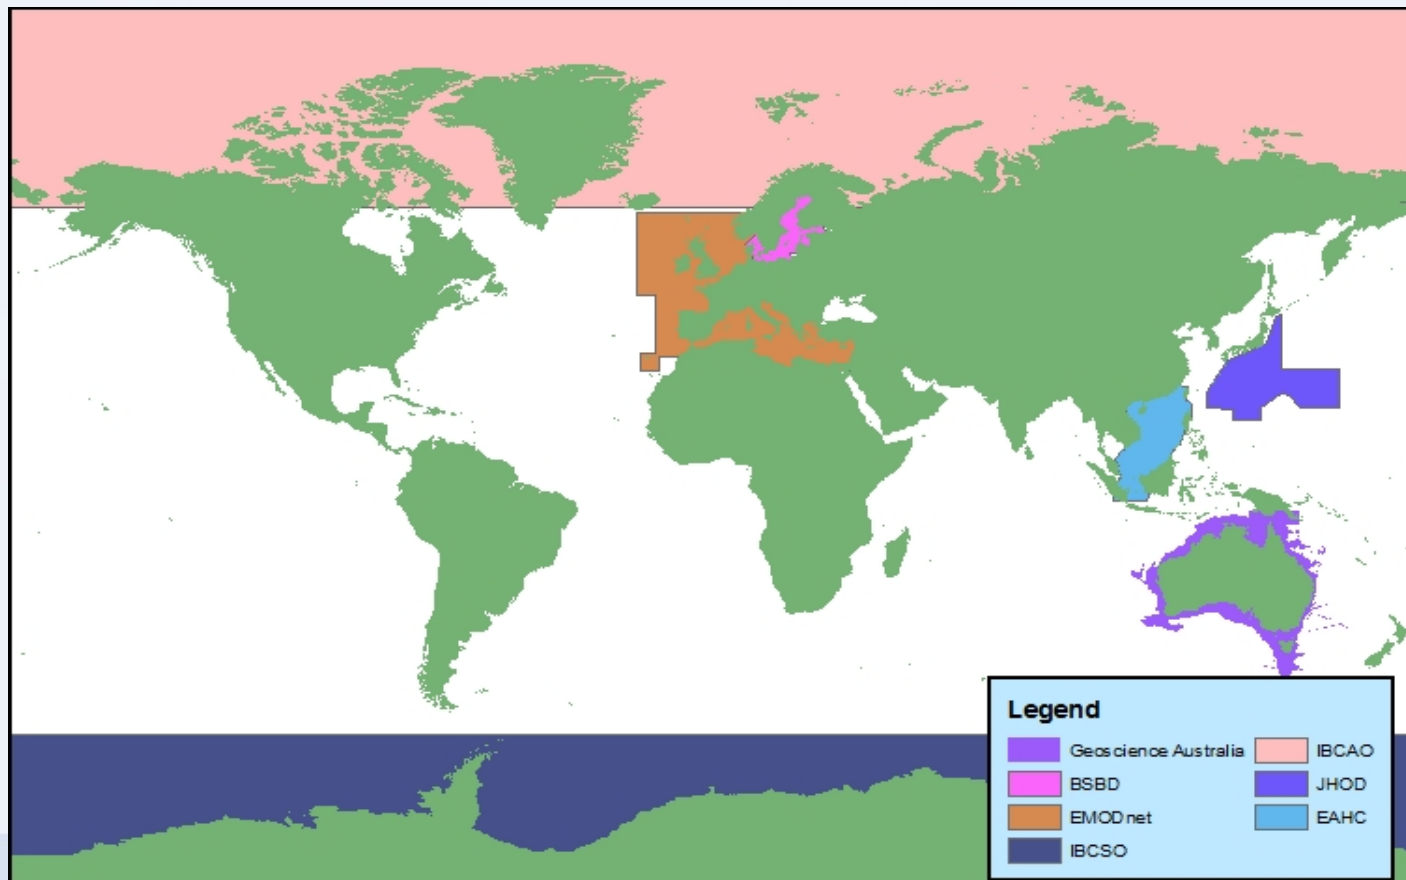 Legend
Geoscience Australia
IBCAO
BSBD
JHOD
EMODnet
EAHC
IBCSO